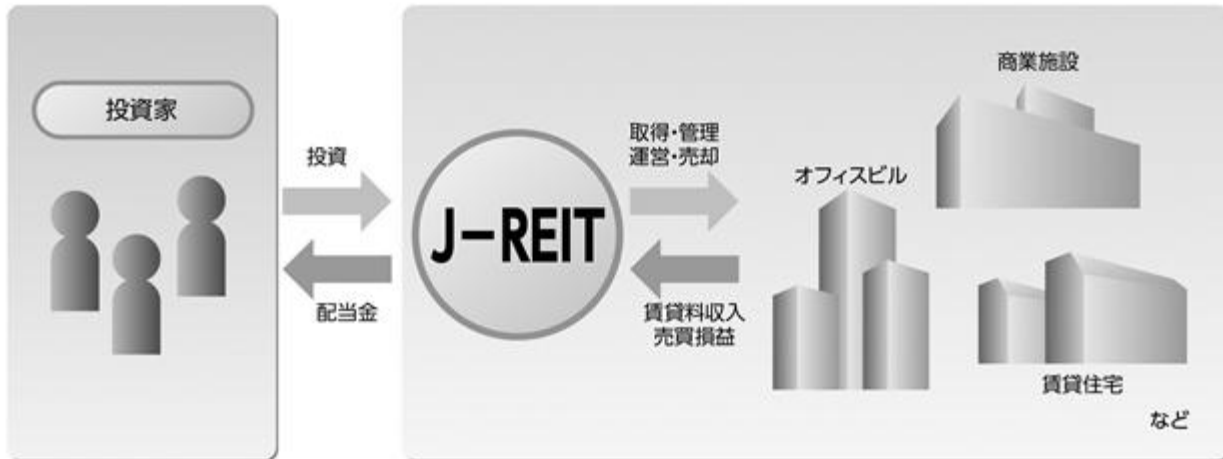 投資家
投資
配当金
J-REIT
取得・管理
運営・売却
賃貸料収入
売買損益
商業施設
オフィスビル
賃貸住宅
など